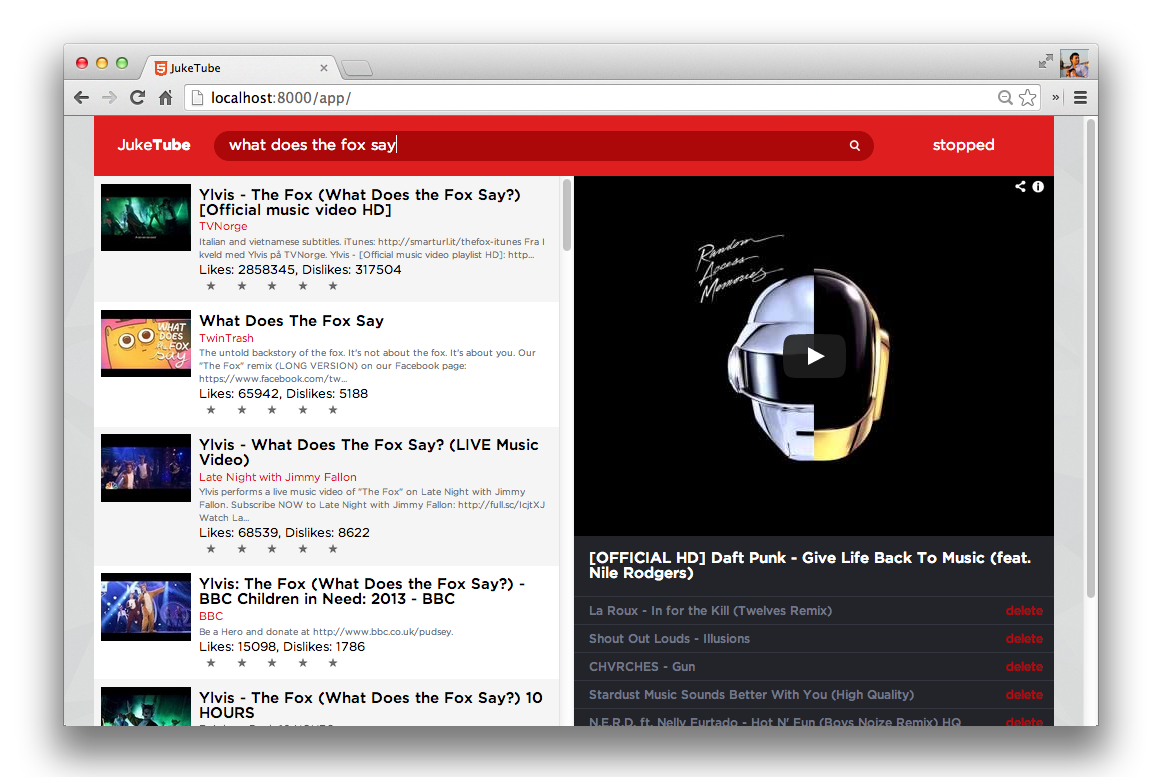 JukeTube
localhost:8000/app/
JukeTube
what does the fox say
stopped
Ylvis - The Fox (What Does the Fox Say?)
[Official music video HD]
TVNorge
Italian and vietnamese subtitles. iTunes: http://smarturl.it/thefox-itunes Fra I
kveld med Ylvis på TVNorge. Ylvis - [Official music video playlist HD]: http...
Likes: 2858345, Dislikes: 317504
★ ★ ★ ★ ★
WHAT
DOES
the FOX
say
What Does The Fox Say
TwinTrash
The untold backstory of the fox. It's not about the fox. It's about you. Our
"The Fox" remix (LONG VERSION) on our Facebook page:
https://www.facebook.com/tw...
Likes: 65942, Dislikes: 5188
★ ★ ★ ★ ★
Ylvis - What Does The Fox Say? (LIVE Music
Video)
Late Night with Jimmy Fallon
Ylvis performs a live music video of "The Fox" on Late Night with Jimmy
Fallon. Subscribe NOW to Late Night with Jimmy Fallon: http://full.sc/IcjtXJ
Watch La...
Likes: 68539, Dislikes: 8622
★ ★ ★ ★ ★
Ylvis: The Fox (What Does the Fox Say?) -
BBC Children in Need: 2013 - BBC
BBC
Be a Hero and donate at http://www.bbc.co.uk/pudsey.
Likes: 15098, Dislikes: 1786
★ ★ ★ ★ ★
Ylvis - The Fox (What Does the Fox Say?) 10
HOURS
Random
Access
Memories
[OFFICIAL HD] Daft Punk - Give Life Back To Music (feat.
Nile Rodgers)
La Roux - In for the Kill (Twelves Remix) delete
Shout Out Louds - Illusions delete
CHVRCHES - Gun delete
Stardust Music Sounds Better With You (High Quality) delete
N.E.R.D. ft. Nelly Furtado - Hot N' Fun (Boys Noize Remix) HQ delete